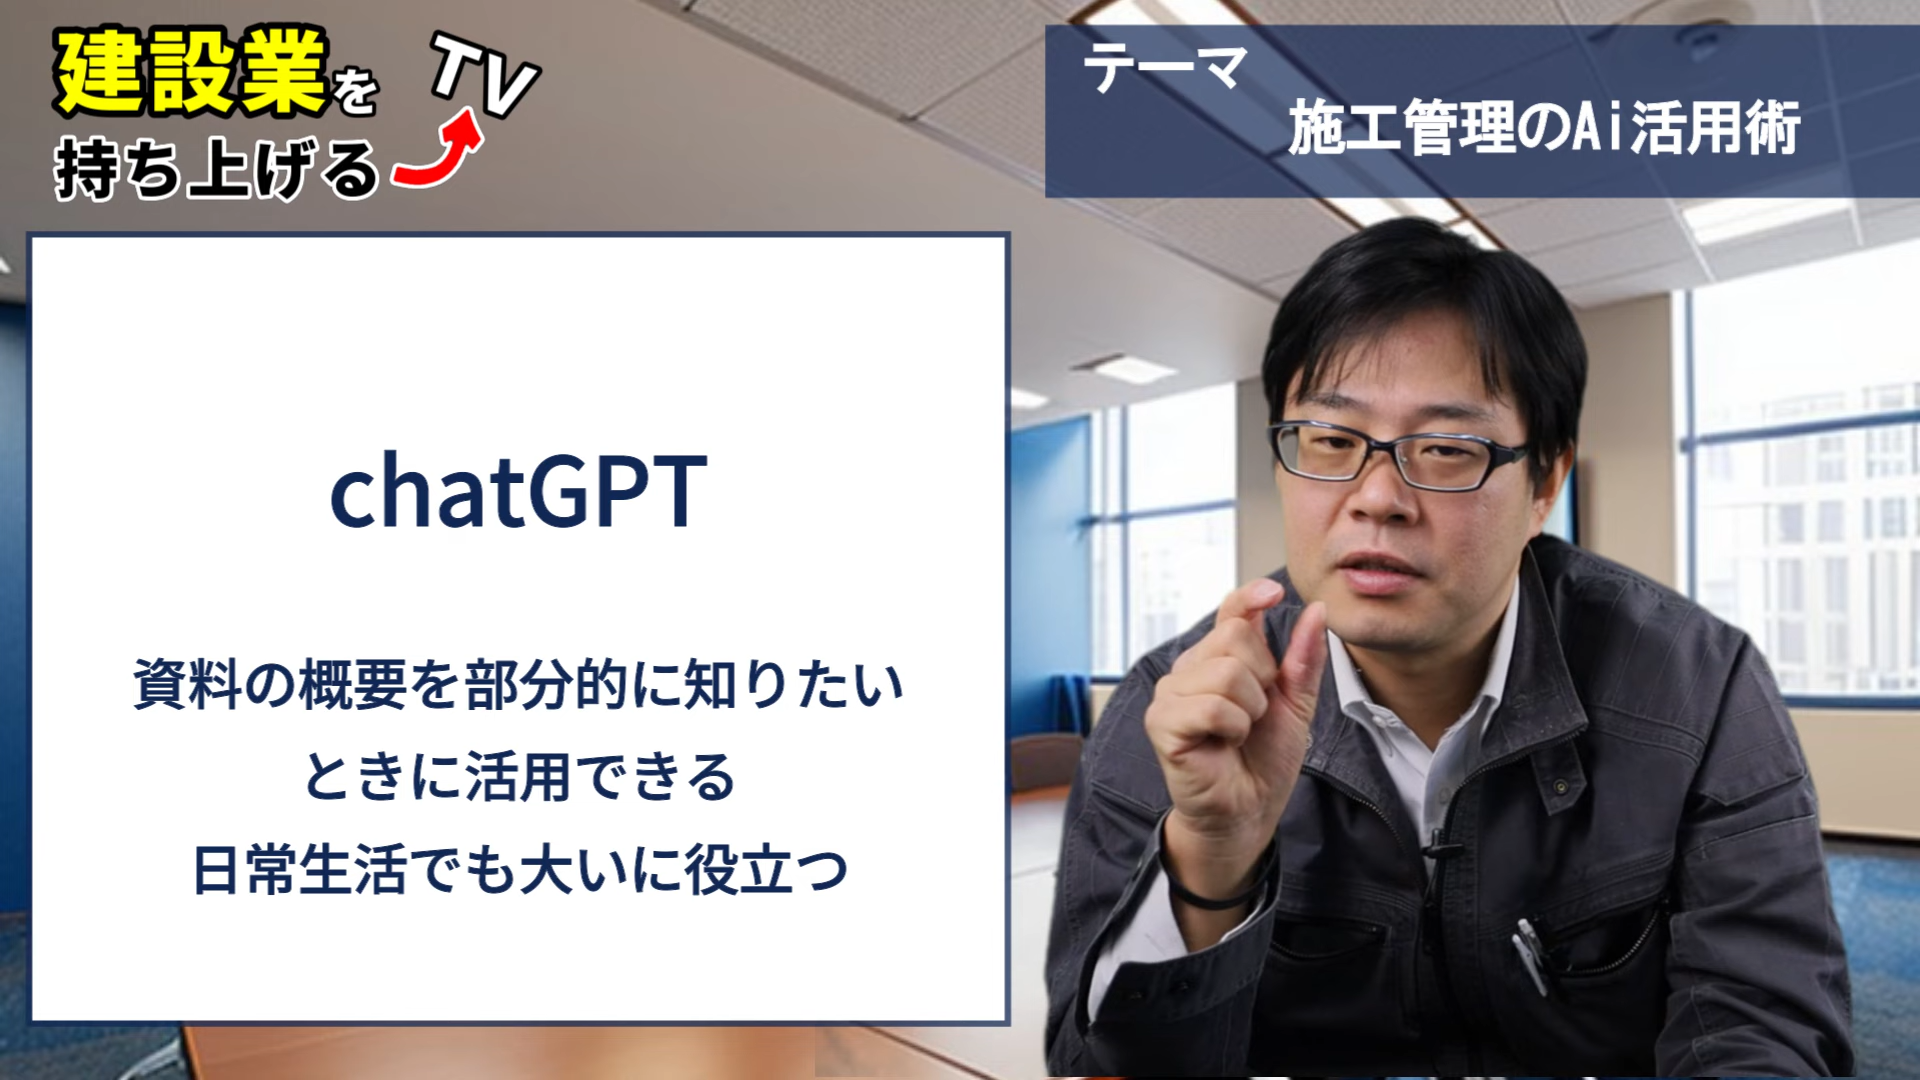 建設業を
持ち上げる
TV
テーマ
施工管理のAi活用術
chatGPT
資料の概要を部分的に知りたい
ときに活用できる
日常生活でも大いに役立つ